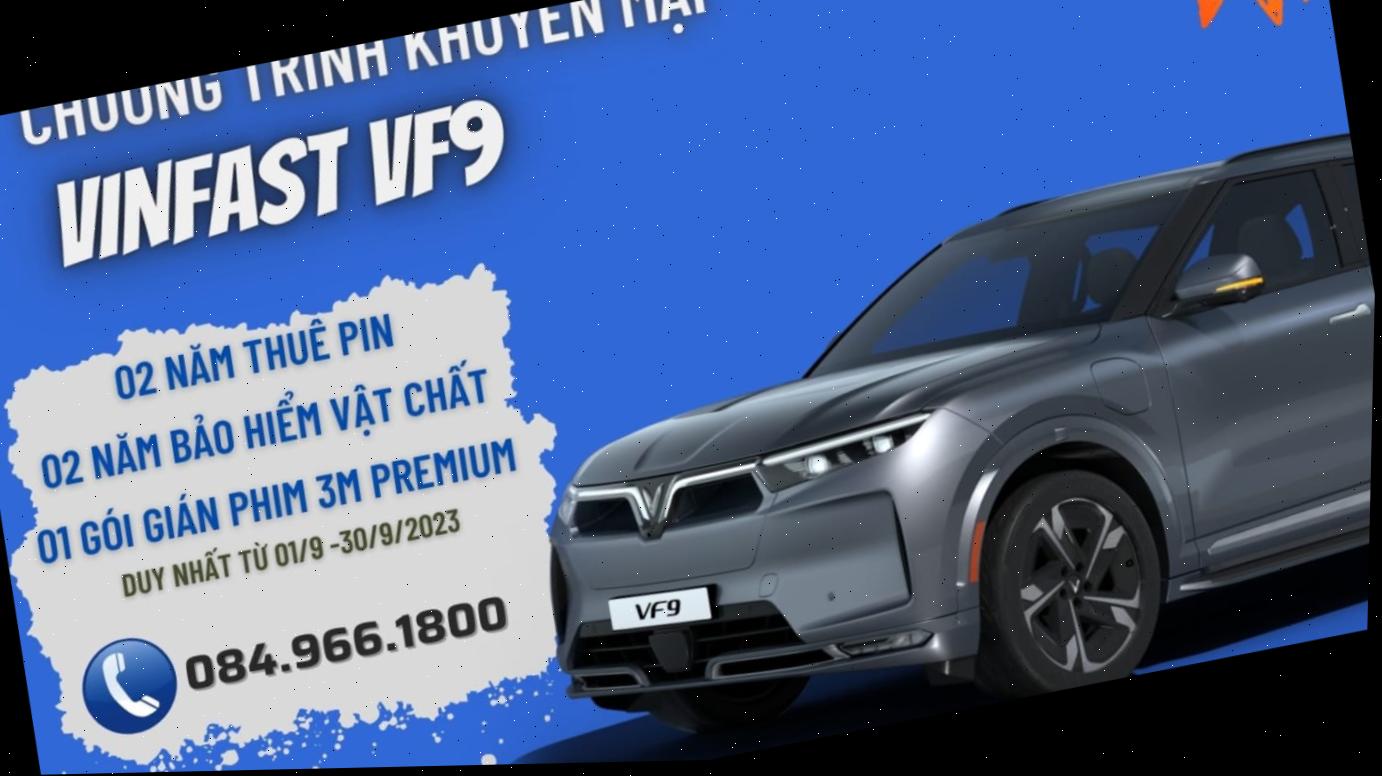 CHƯƠNG TRÌNH KHUYẾN MẠI
VINFAST VF9
02 NĂM THUÊ PIN
02 NĂM BẢO HIỂM VẬT CHẤT
01 GÓI GIÁN PHIM 3M PREMIUM
DUY NHẤT TỪ 01/9 -30/9/2023
084.966.1800
VF9